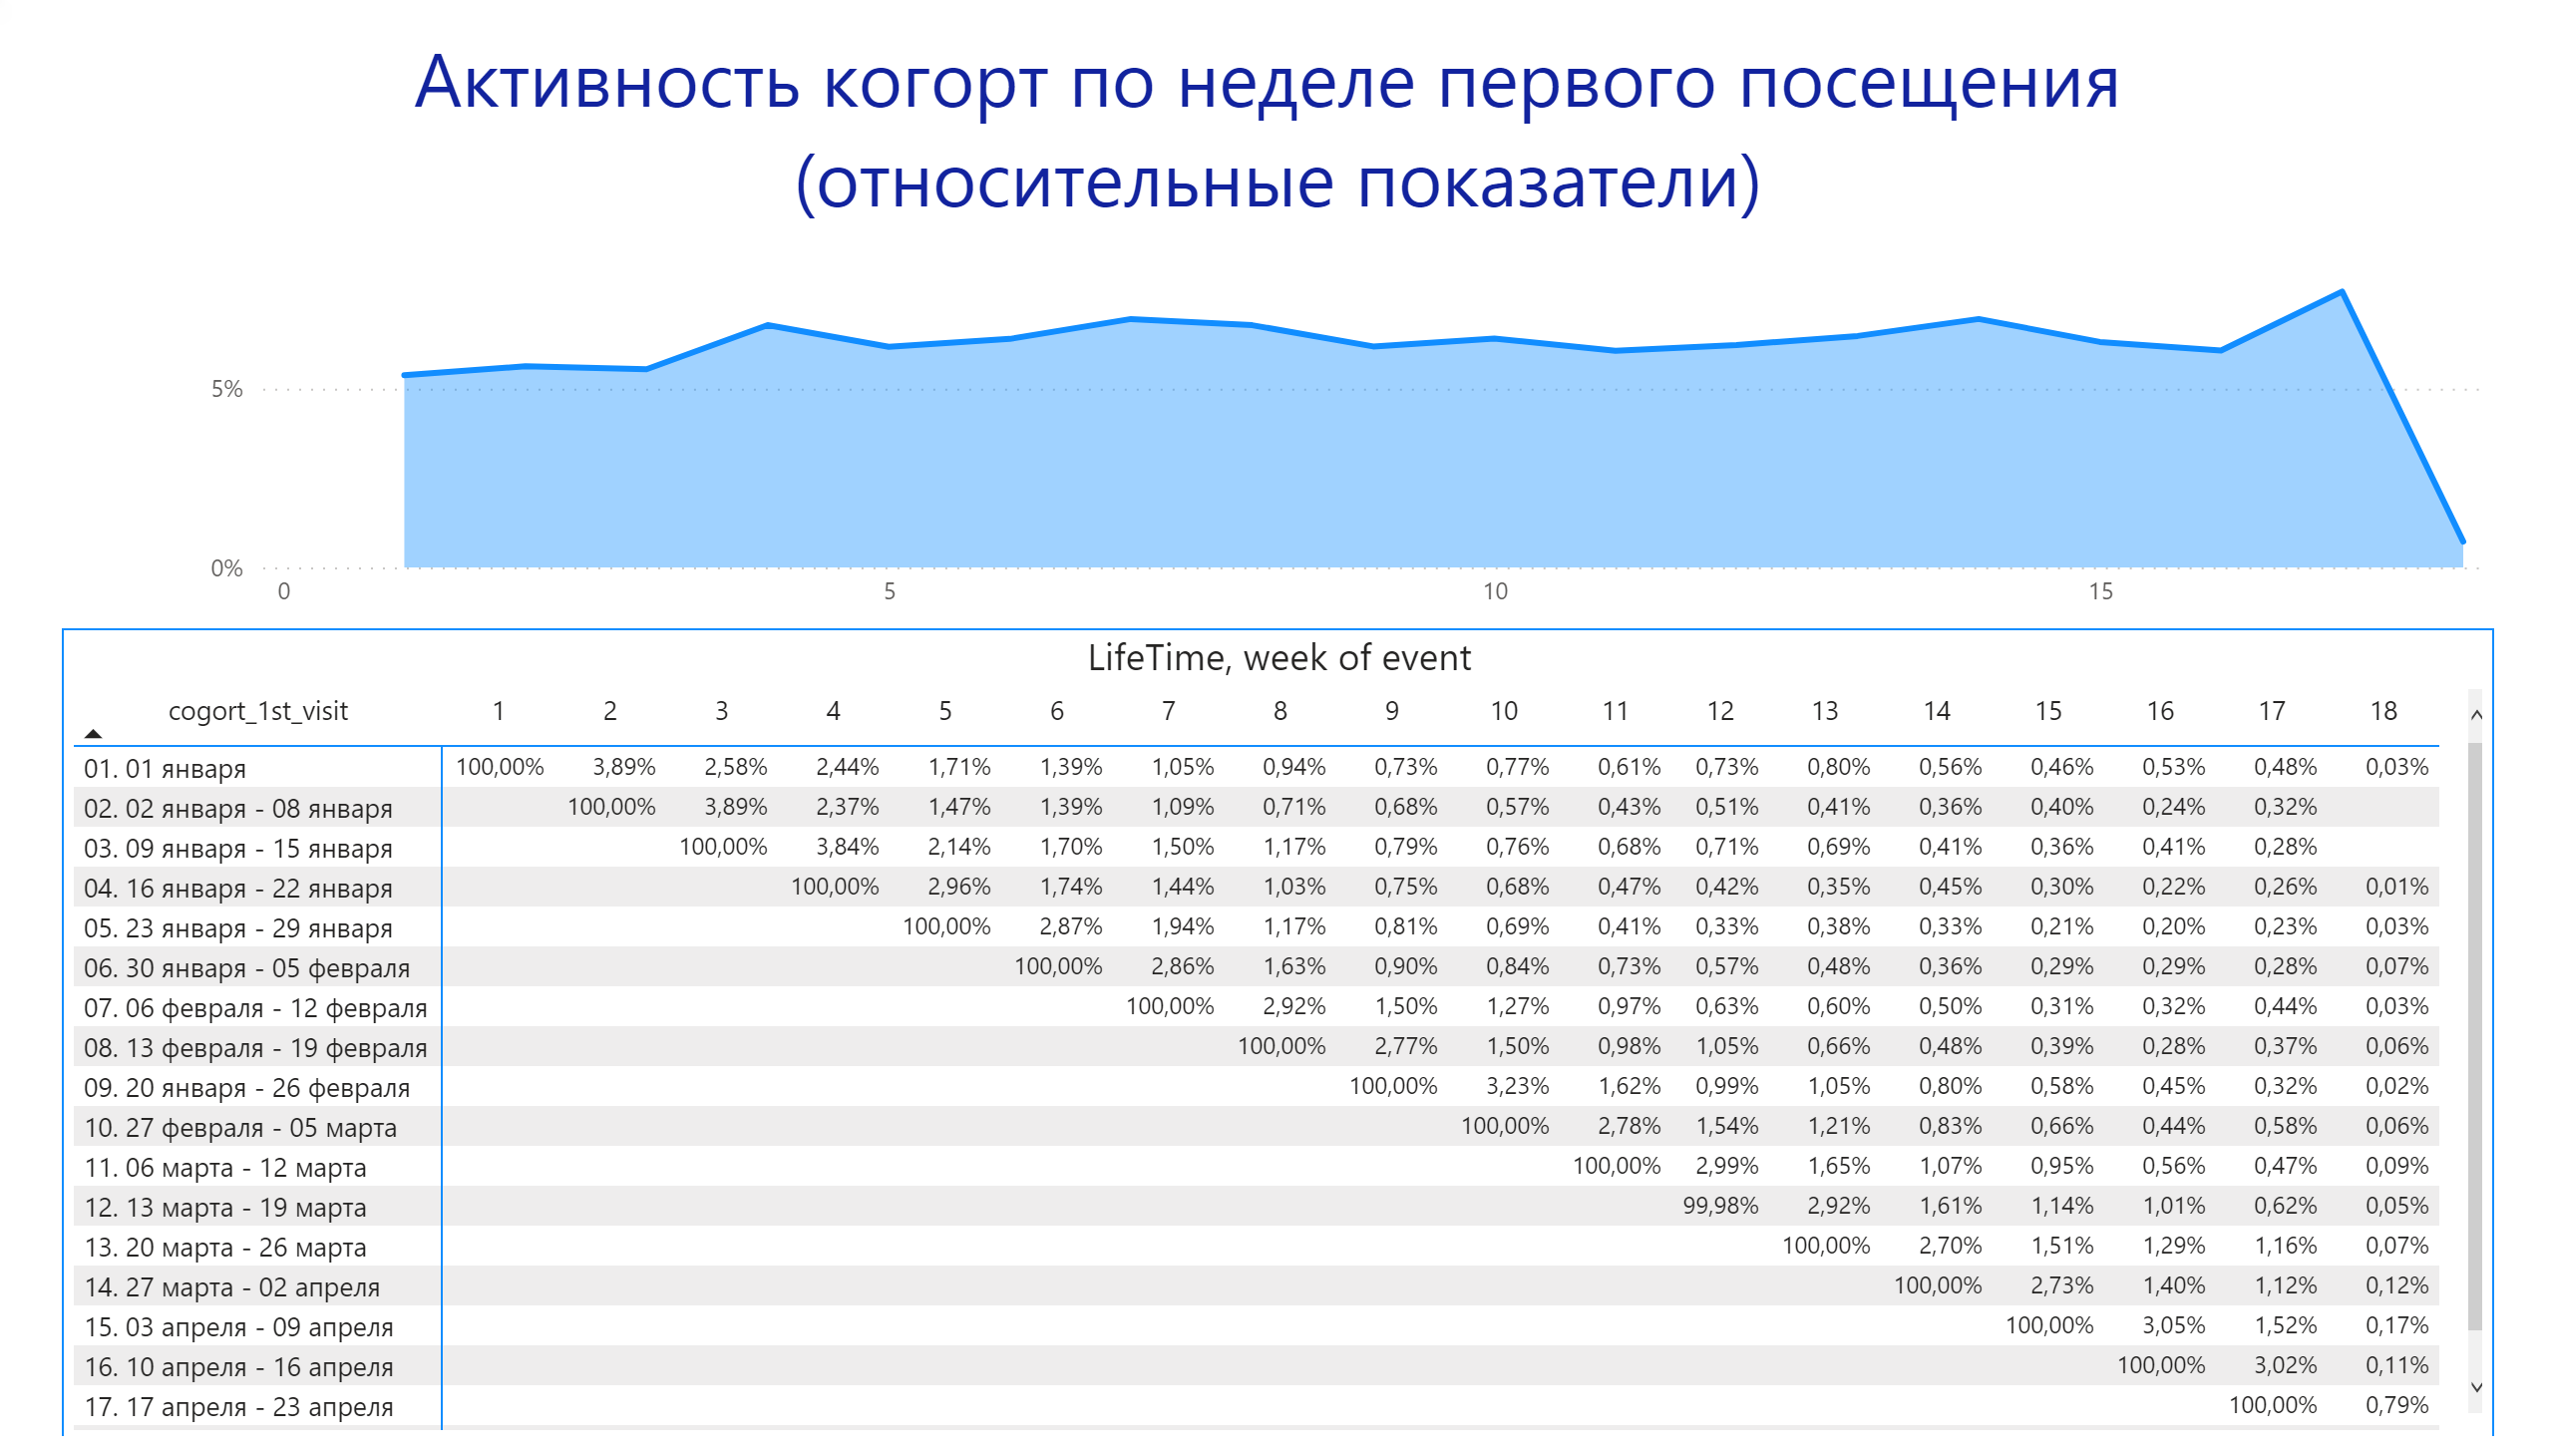 Активность когорт по неделе первого посещения
(относительные показатели)
5%
0%
0 5 10 15
LifeTime, week of event
cogort_1st_visit 1 2 3 4 5 6 7 8 9 10 11 12 13 14 15 16 17 18
01. 01 января 100,00% 3,89% 2,58% 2,44% 1,71% 1,39% 1,05% 0,94% 0,73% 0,77% 0,61% 0,73% 0,80% 0,56% 0,46% 0,53% 0,48% 0,03%
02. 02 января - 08 января 100,00% 3,89% 2,37% 1,47% 1,39% 1,09% 0,71% 0,68% 0,57% 0,43% 0,51% 0,41% 0,36% 0,40% 0,24% 0,32%
03. 09 января - 15 января 100,00% 3,84% 2,14% 1,70% 1,50% 1,17% 0,79% 0,76% 0,68% 0,71% 0,69% 0,41% 0,36% 0,41% 0,28%
04. 16 января - 22 января 100,00% 2,96% 1,74% 1,44% 1,03% 0,75% 0,68% 0,47% 0,42% 0,35% 0,45% 0,30% 0,22% 0,26% 0,01%
05. 23 января - 29 января 100,00% 2,87% 1,94% 1,17% 0,81% 0,69% 0,41% 0,33% 0,38% 0,33% 0,21% 0,20% 0,23% 0,03%
06. 30 января - 05 февраля 100,00% 2,86% 1,63% 0,90% 0,84% 0,73% 0,57% 0,48% 0,36% 0,29% 0,29% 0,28% 0,07%
07. 06 февраля - 12 февраля 100,00% 2,92% 1,50% 1,27% 0,97% 0,63% 0,60% 0,50% 0,31% 0,32% 0,44% 0,03%
08. 13 февраля - 19 февраля 100,00% 2,77% 1,50% 0,98% 1,05% 0,66% 0,48% 0,39% 0,28% 0,37% 0,06%
09. 20 января - 26 февраля 100,00% 3,23% 1,62% 0,99% 1,05% 0,80% 0,58% 0,45% 0,32% 0,02%
10. 27 февраля - 05 марта 100,00% 2,78% 1,54% 1,21% 0,83% 0,66% 0,44% 0,58% 0,06%
11. 06 марта - 12 марта 100,00% 2,99% 1,65% 1,07% 0,95% 0,56% 0,47% 0,09%
12. 13 марта - 19 марта 99,98% 2,92% 1,61% 1,14% 1,01% 0,62% 0,05%
13. 20 марта - 26 марта 100,00% 2,70% 1,51% 1,29% 1,16% 0,07%
14. 27 марта - 02 апреля 100,00% 2,73% 1,40% 1,12% 0,12%
15. 03 апреля - 09 апреля 100,00% 3,05% 1,52% 0,17%
16. 10 апреля - 16 апреля 100,00% 3,02% 0,11%
17. 17 апреля - 23 апреля 100,00% 0,79%